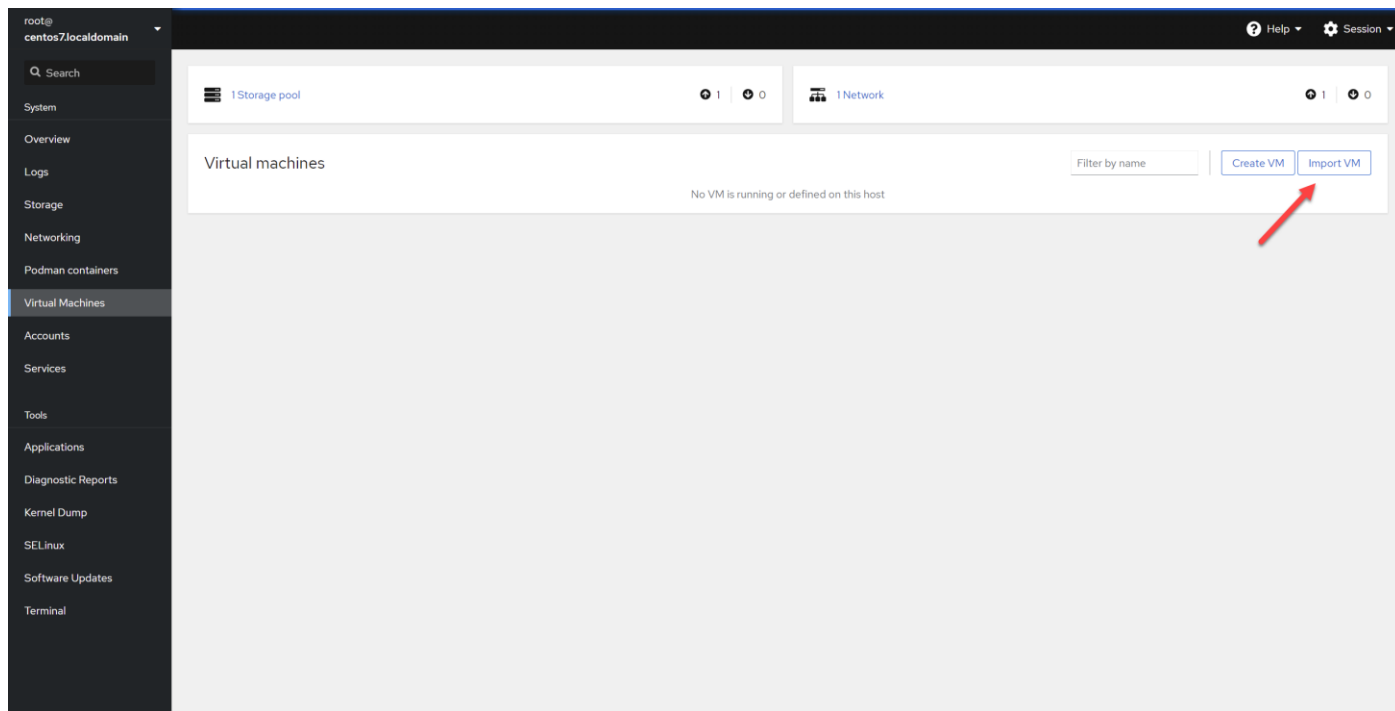 root@
centos7.localdomain
Help
Session
Search
System
Overview
Logs
Storage
Networking
Podman containers
Virtual Machines
Accounts
Services
Tools
Applications
Diagnostic Reports
Kernel Dump
SELinux
Software Updates
Terminal
1 Storage pool
1
0
1 Network
1
0
Virtual machines
Filter by name
Create VM
Import VM
No VM is running or defined on this host